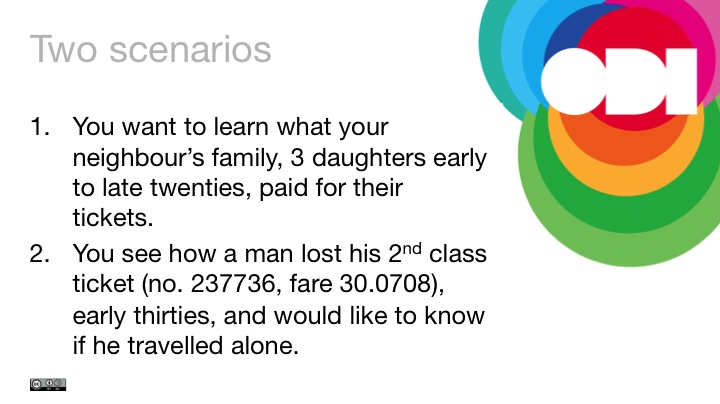 Two scenarios
ODI
1. You want to learn what your
neighbour’s family, 3 daughters early
to late twenties, paid for their
tickets.
2. You see how a man lost his 2nd class
ticket (no. 237736, fare 30.0708),
early thirties, and would like to know
if he travelled alone.